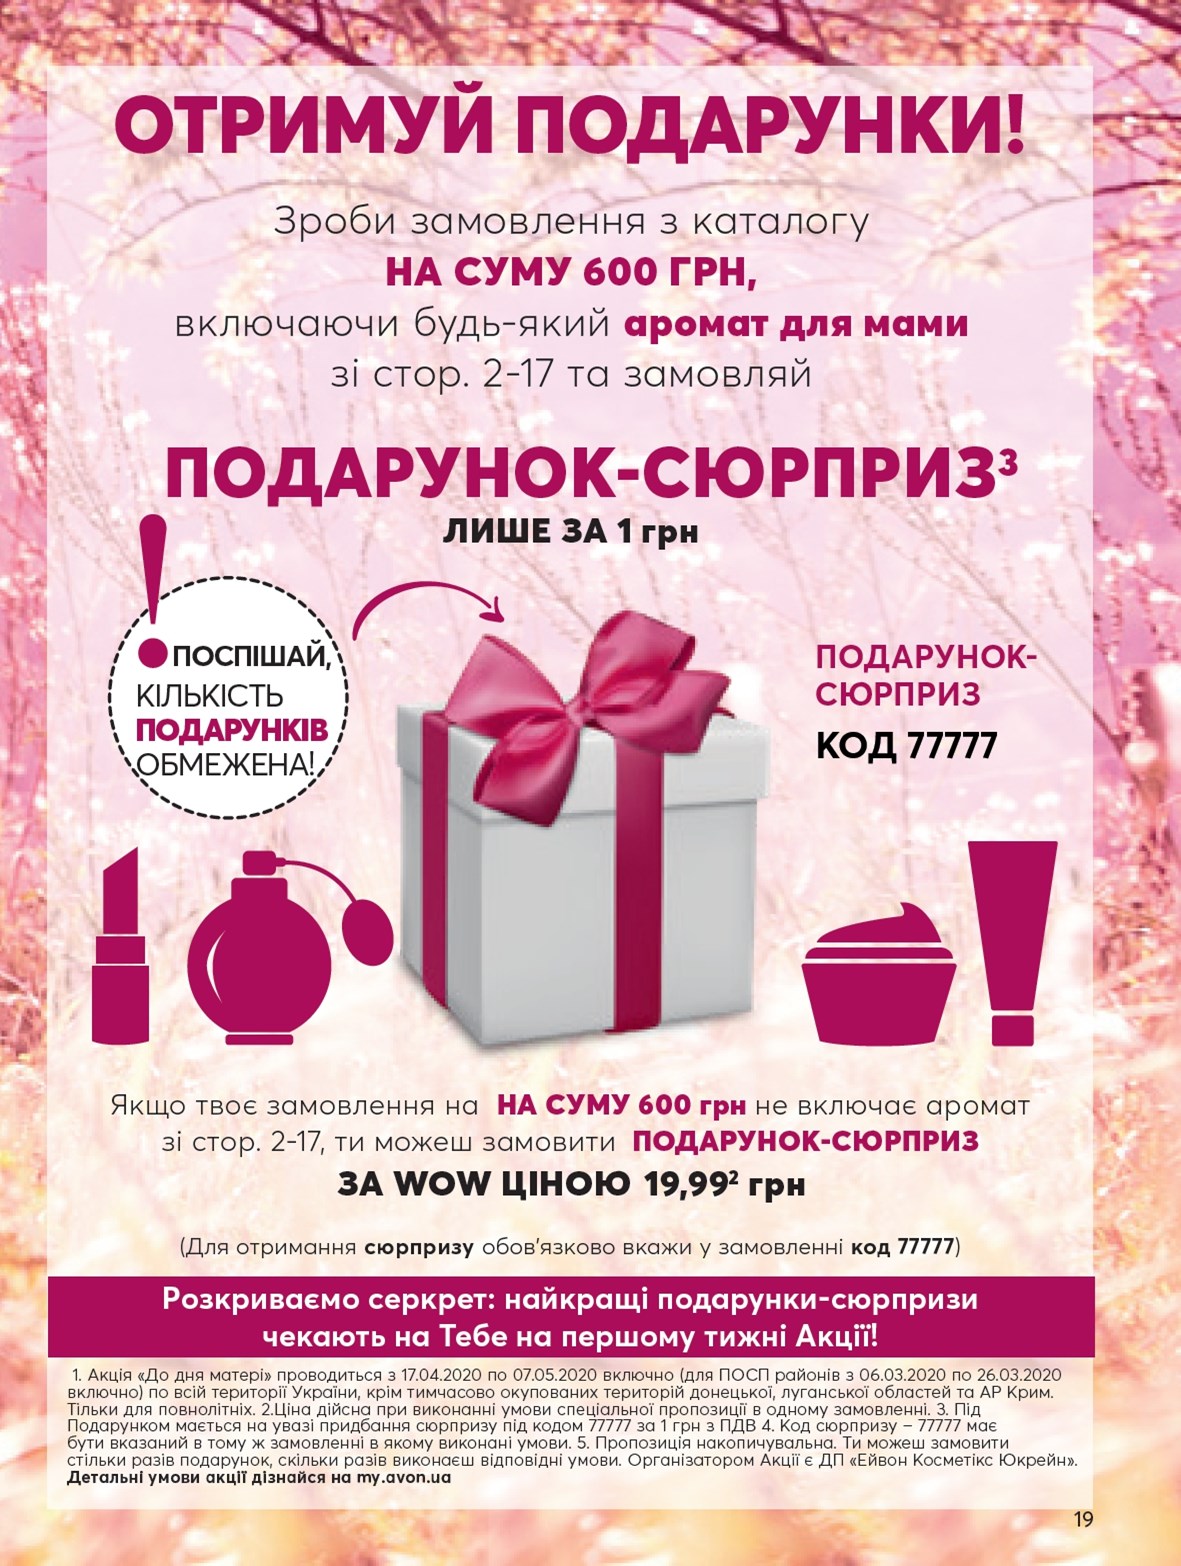 ОТРИМУЙ ПОДАРУНКИ!
Зроби замовлення з каталогу
НА СУМУ 600 ГРН,
включаючи будь-який аромат для мами
зі стор. 2-17 та замовляй
ПОДАРУНОК-СЮРПРИЗ³
ЛИШЕ ЗА 1 грн
ПОСПІШАЙ,
КІЛЬКІСТЬ
ПОДАРУНКІВ
ОБМЕЖЕНА!
ПОДАРУНОК-
СЮРПРИЗ
КОД 77777
Якщо твоє замовлення на НА СУМУ 600 грн не включає аромат
зі стор. 2-17, ти можеш замовити ПОДАРУНОК-СЮРПРИЗ
ЗА WOW ЦІНОЮ 19,99² грн
(Для отримання сюрпризу обов'язково вкажи у замовленні код 77777)
Розкриваємо серкрет: найкращі подарунки-сюрпризи
чекають на Тебе на першому тижні Акції!
1. Акція «До дня матері» проводиться з 17.04.2020 по 07.05.2020 включно (для ПОСП районів з 06.03.2020 по 26.03.2020
включно) по всій території України, крім тимчасово окупованих територій донецької, луганської областей та АР Крим.
Тільки для повнолітніх. 2.Ціна дійсна при виконанні умови спеціальної пропозиції в одному замовленні. 3. Під
Подарунком мається на увазі придбання сюрпризу під кодом 77777 за 1 грн з ПДВ 4. Код сюрпризу – 77777 має
бути вказаний в тому ж замовленні в якому виконані умови. 5. Пропозиція накопичувальна. Ти можеш замовити
стільки разів подарунок, скільки разів виконаєш відповідні умови. Організатором Акції є ДП «Ейвон Косметікс Юкрейн».
Детальні умови акції дізнайся на my.avon.ua
19